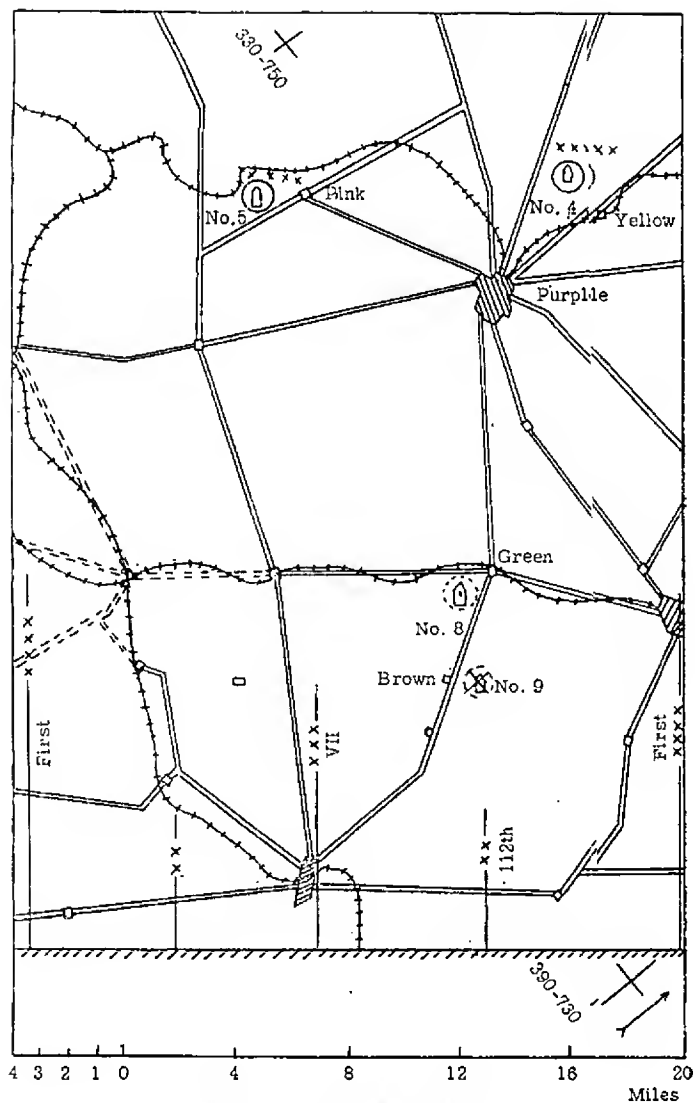 330-750
No. 5
Pink
No. 4
Yellow
Purplle
Green
No. 8
Brown
No. 9
First
VII
First
112th
390-730
4 3 2 1 0 4 8 12 16 20
Miles